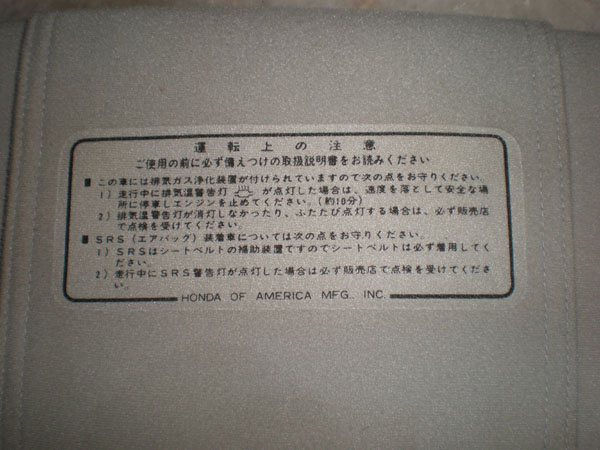 運転上の注意
ご使用の前に必ず備えつけの取扱説明書をお読みください
■ この車には排気ガス浄化装置が付けられていますので次の点をお守りください。
1）走行中に排気温警告灯 が点灯した場合は、速度を落として安全な場
所に停車しエンジンを止めてください。（約10分）
2）排気温警告灯が消灯しなかったり、ふたたび点灯する場合は、必ず販売店
で点検を受けてください。
■ SRS（エアバック）装着車については次の点をお守りください。
1）SRSはシートベルトの補助装置ですのでシートベルトは必ず着用してく
ださい。
2）走行中にSRS警告灯が点灯した場合は必ず販売店で点検を受けてくださ
い。
HONDA OF AMERICA MFG., INC.